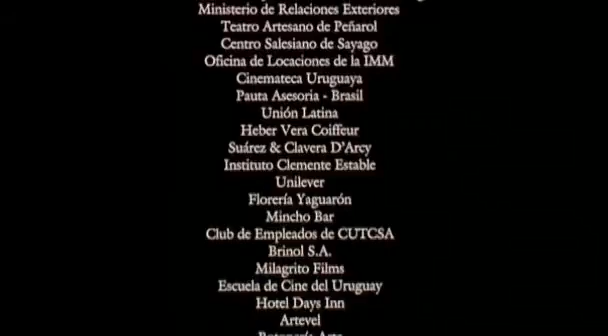 Ministerio de Relaciones Exteriores
Teatro Artesano de Peñarol
Centro Salesiano de Sayago
Oficina de Locaciones de la IMM
Cinemateca Uruguaya
Pauta Asesoria - Brasil
Unión Latina
Heber Vera Coiffeur
Suárez & Clavera D'Arcy
Instituto Clemente Estable
Unilever
Florería Yaguarón
Mincho Bar
Club de Empleados de CUTCSA
Brinol S.A.
Milagrito Films
Escuela de Cine del Uruguay
Hotel Days Inn
Artevel